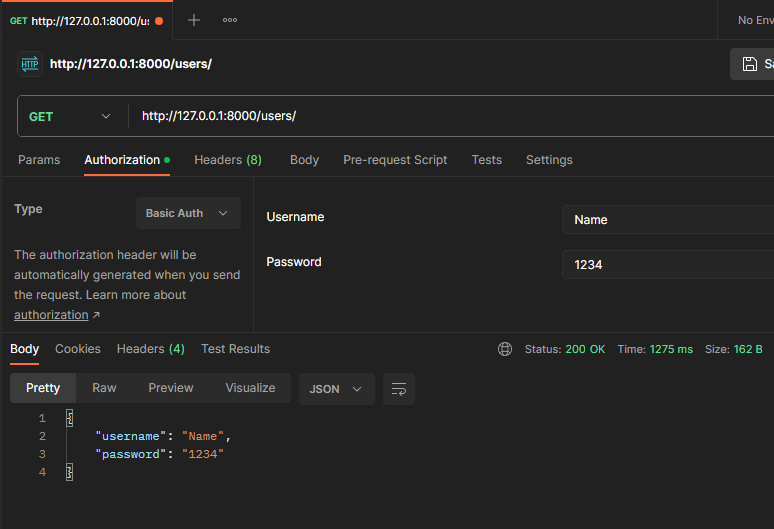 GET http://127.0.0.1:8000/us
No Env
HTTP http://127.0.0.1:8000/users/
Sa
GET http://127.0.0.1:8000/users/
Params Authorization Headers (8) Body Pre-request Script Tests Settings
Type Basic Auth
The authorization header will be
automatically generated when you send
the request. Learn more about
authorization ↗
Username Name
Password 1234
Body Cookies Headers (4) Test Results Status: 200 OK Time: 1275 ms Size: 162 B
Pretty Raw Preview Visualize JSON
1 {
2 "username": "Name",
3 "password": "1234"
4 }